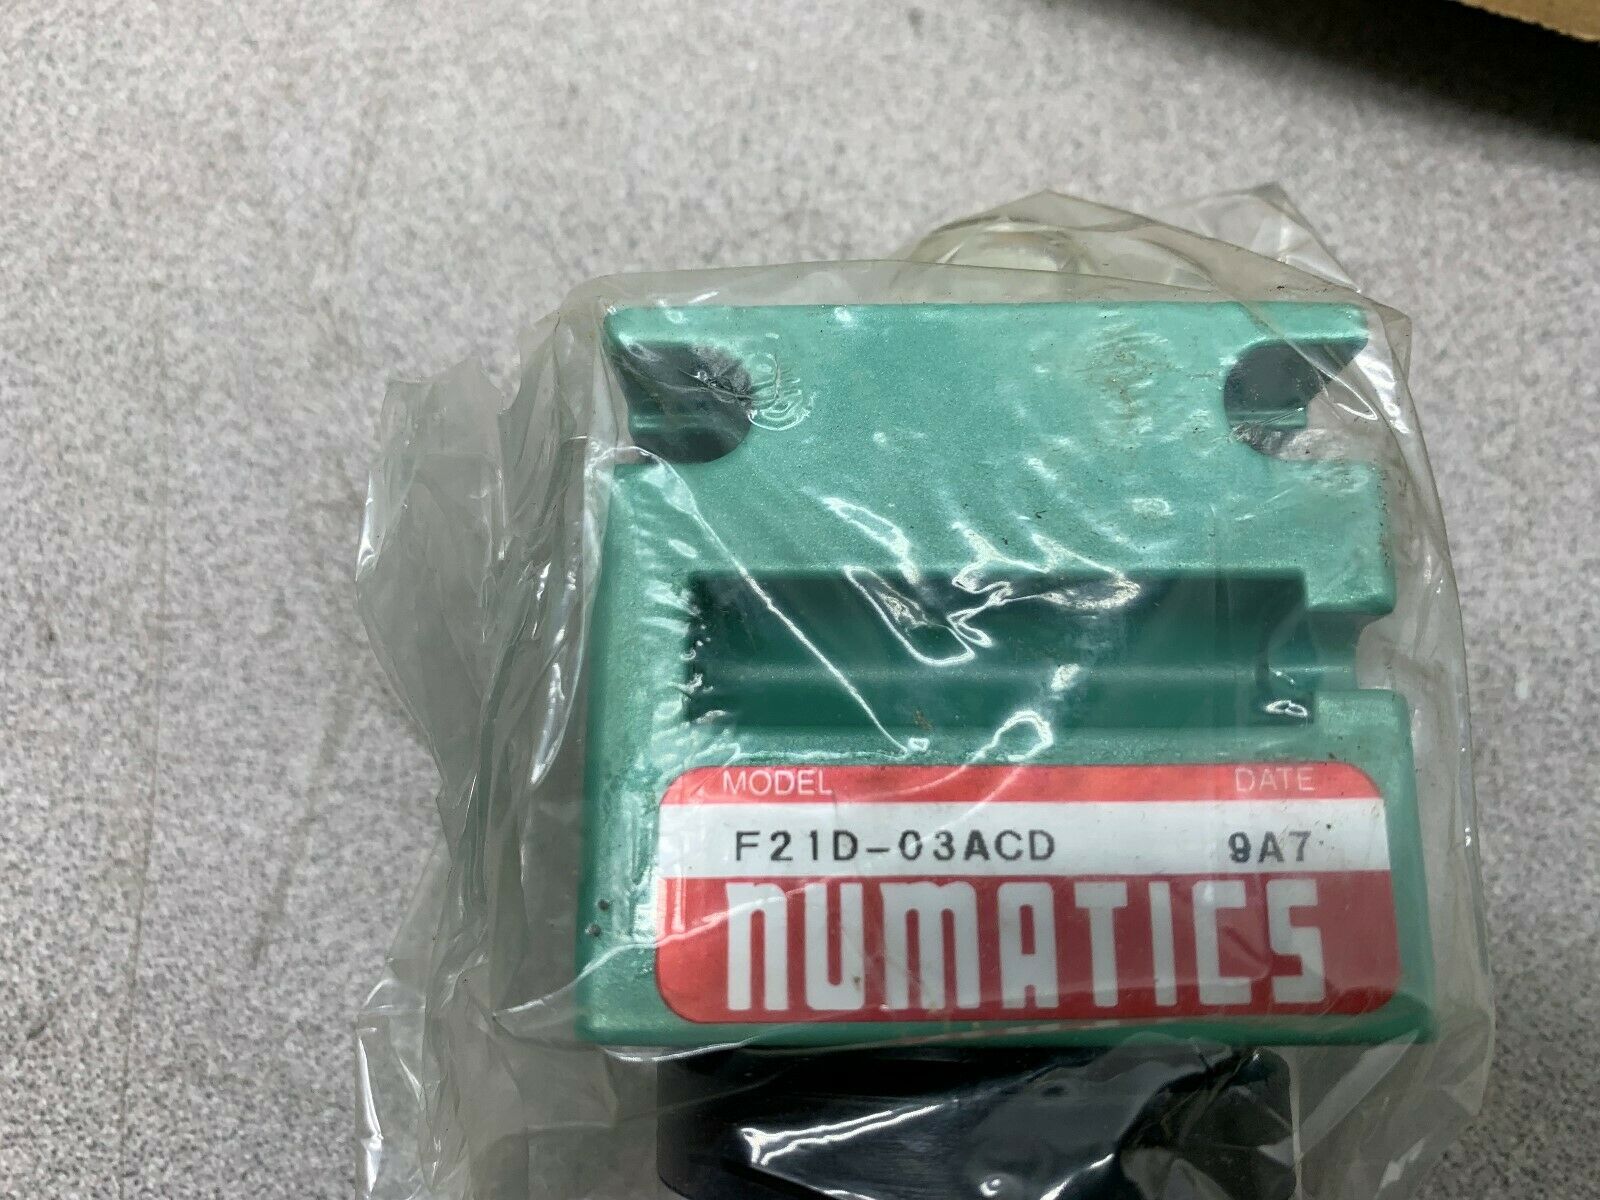 MODEL DATE
F21D-03ACD 9A7
NUMATICS